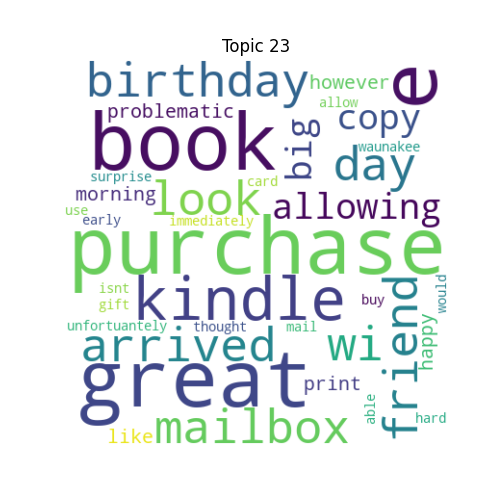 Topic 23
birthday
however
e
allow
problematic
copy
book
big
waunakee
day
surprise
card
morning
look
allowing
use
early
immediately
purchase
isnt
kindle
buy
would
gift
friend
happy
unfortuantely
thought
mail
arrived
wi
great
print
able
like
mailbox
hard